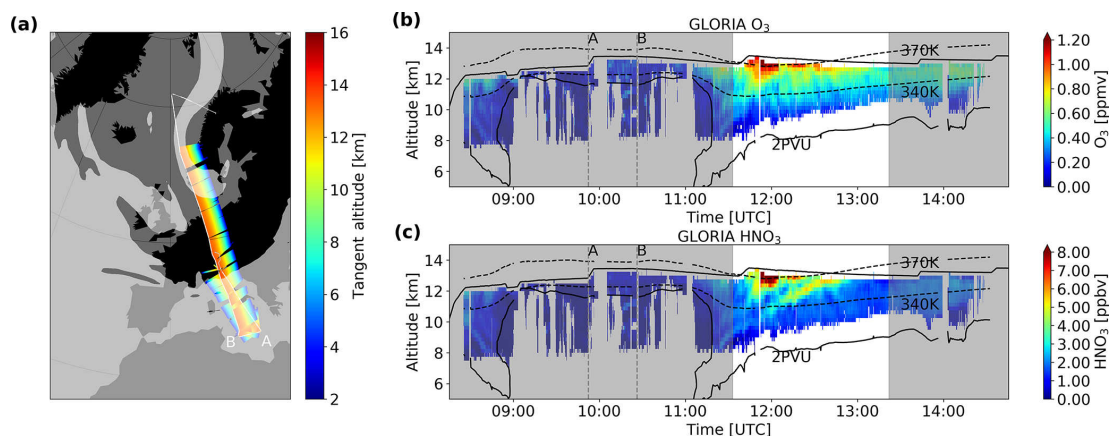 (a)
B
A
16
14
12
10
8
6
4
2
Tangent altitude [km]
(b)
GLORIA O₃
A
B
370K
340K
2PVU
14
12
10
8
6
Altitude [km]
09:00 10:00 11:00 12:00 13:00 14:00
Time [UTC]
1.20
1.00
0.80
0.60
0.40
0.20
0.00
O₃ [ppmv]
(c)
GLORIA HNO₃
A
B
370K
340K
2PVU
14
12
10
8
6
Altitude [km]
09:00 10:00 11:00 12:00 13:00 14:00
Time [UTC]
8.00
7.00
6.00
5.00
4.00
3.00
2.00
1.00
0.00
HNO₃ [ppbv]